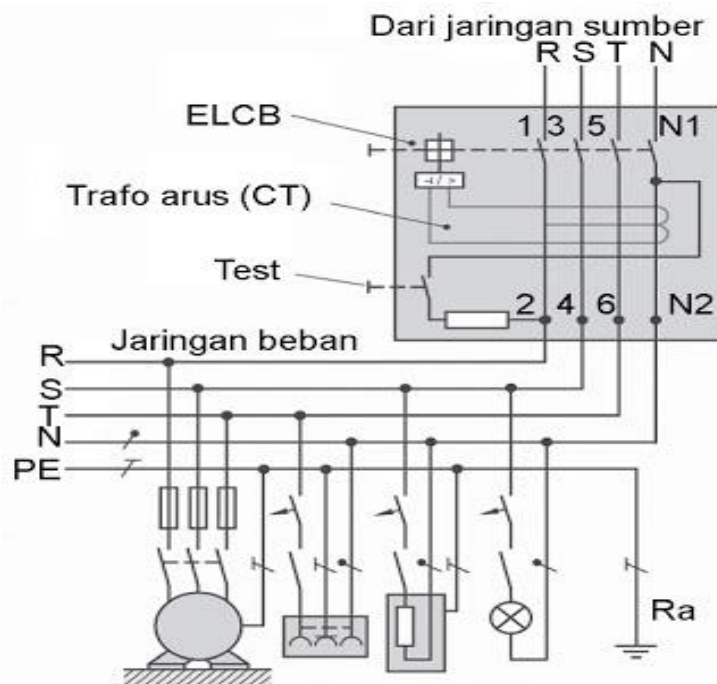 Dari jaringan sumber
R S T N
ELCB
1 3 5 N1
Trafo arus (CT)
Test
2 4 6 N2
Jaringan beban
R
S
T
N
PE
Ra